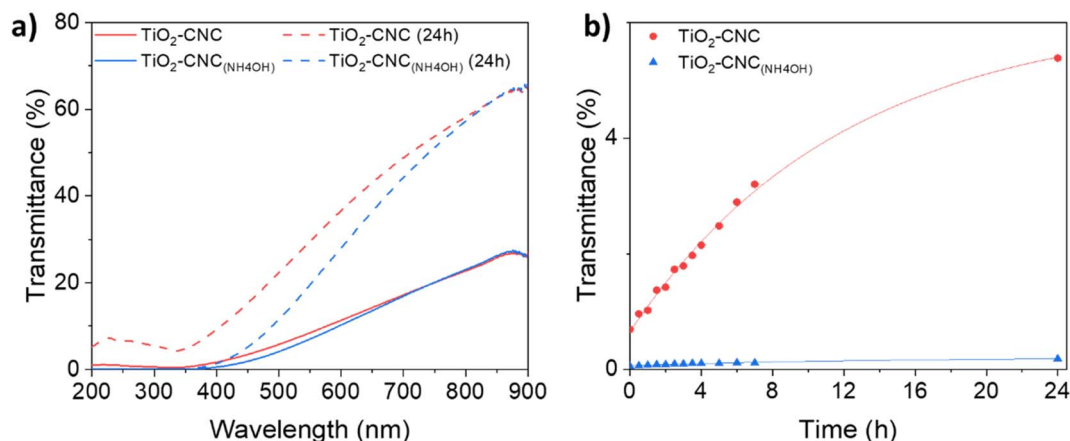 a)
TiO2-CNC
TiO2-CNC (24h)
TiO2-CNC(NH4OH)
TiO2-CNC(NH4OH) (24h)
80
60
40
20
0
Transmittance (%)
200 300 400 500 600 700 800 900
Wavelength (nm)
b)
TiO2-CNC
TiO2-CNC(NH4OH)
4
0
Transmittance (%)
0 4 8 12 16 20 24
Time (h)